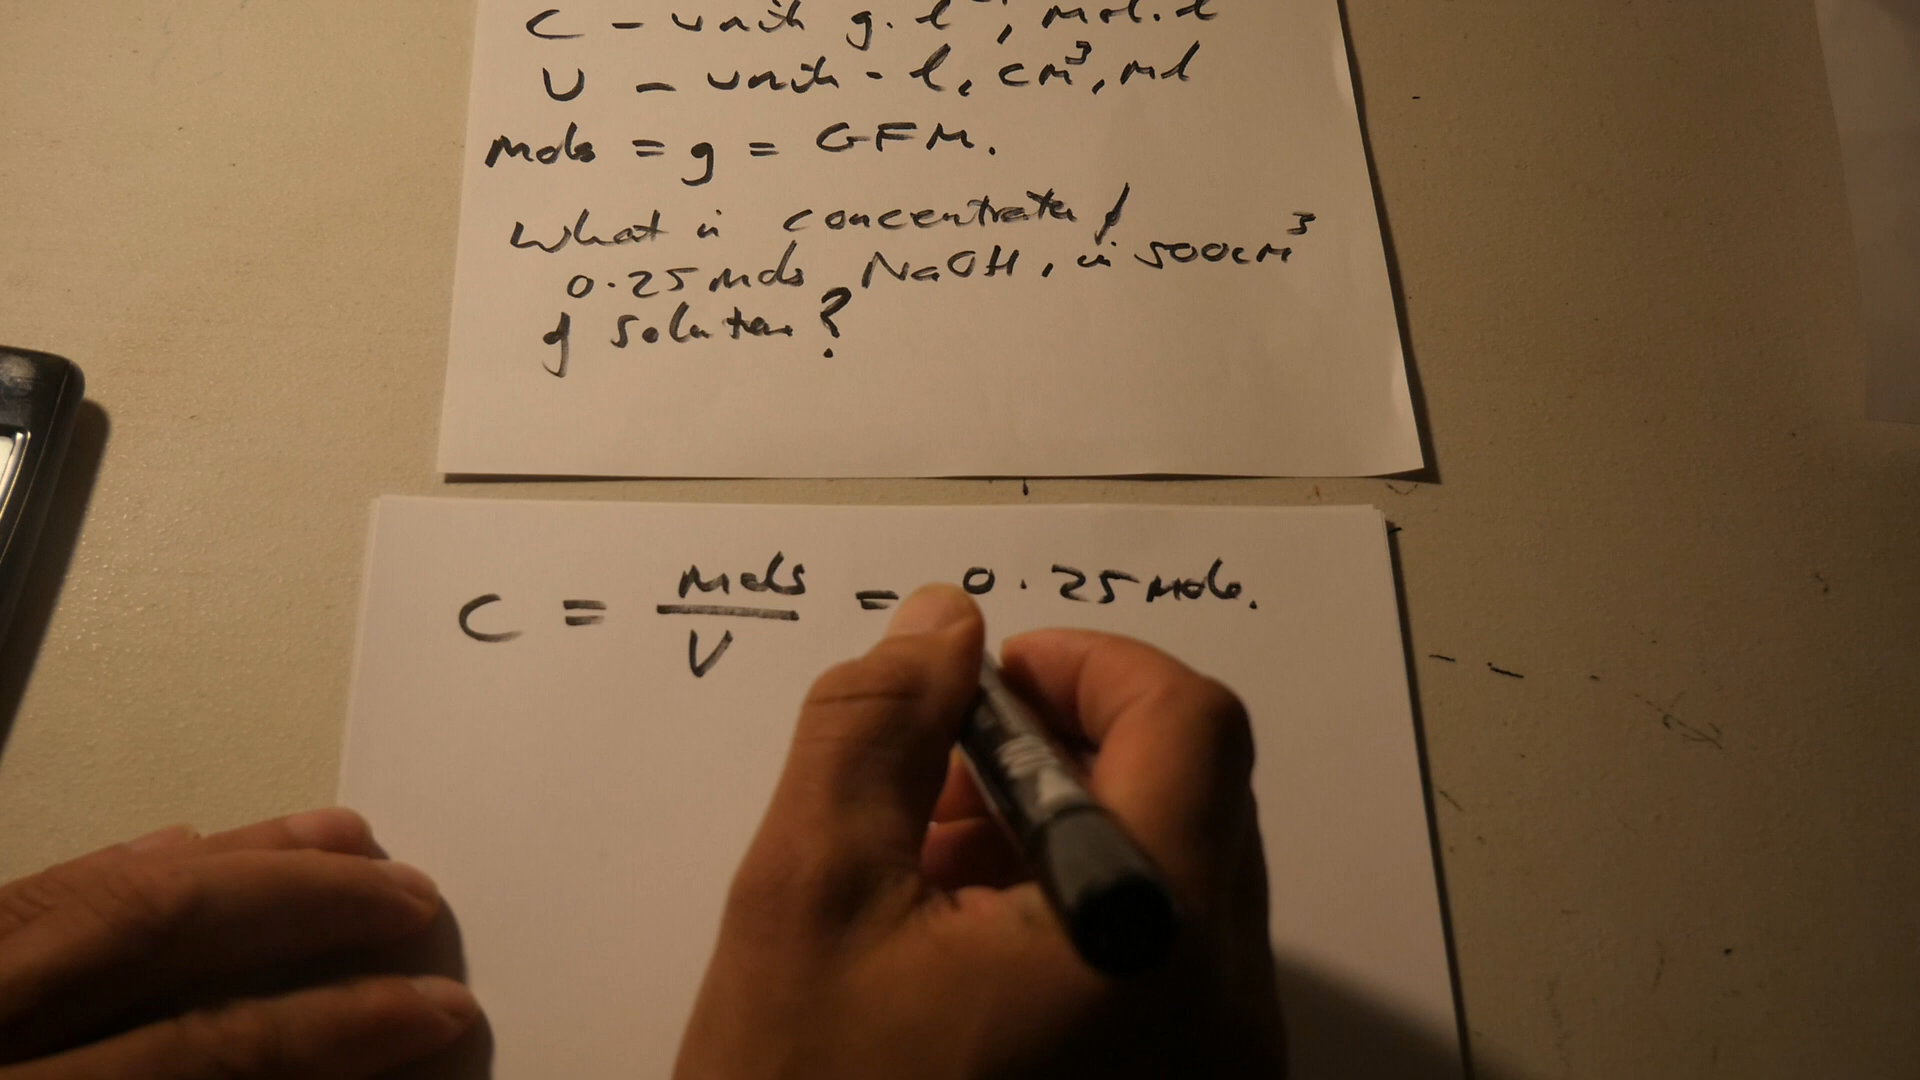 C - unit g.l⁻¹, mol.l
V - unit - l, cm³, ml
Mols = g = GFM.
What is concentration of
0.25 mols NaOH, in 500cm³
of solution?
C = mols/V = 0.25 mols.